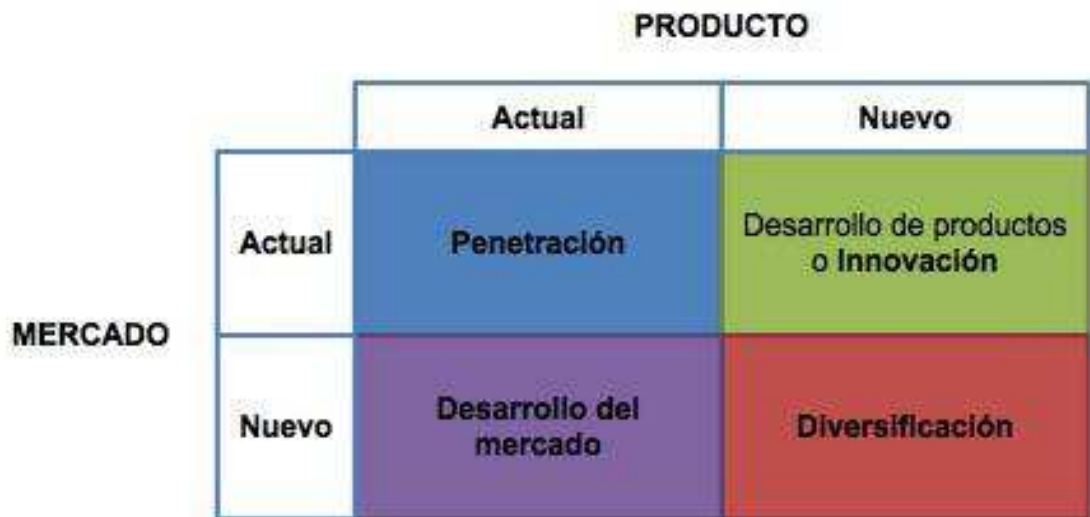 PRODUCTO
Actual
Nuevo
Actual
Penetración
Desarrollo de productos
o Innovación
MERCADO
Nuevo
Desarrollo del
mercado
Diversificación